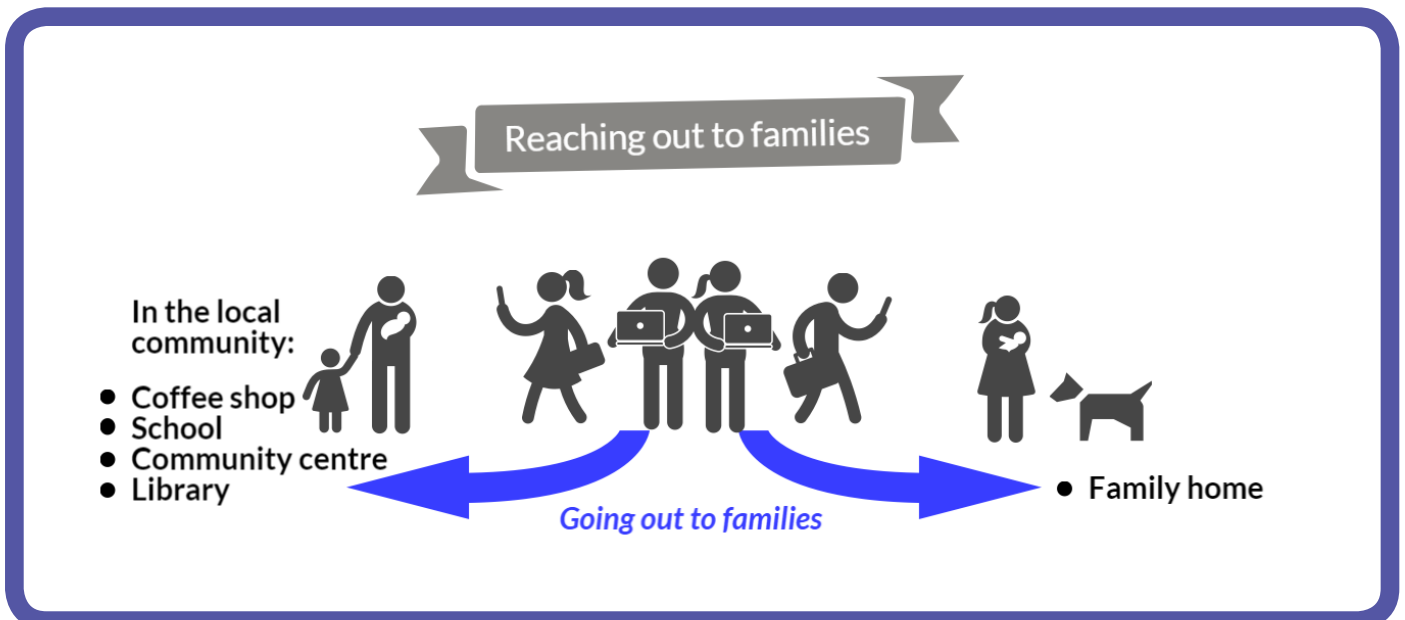 Reaching out to families
In the local
community:
● Coffee shop
● School
● Community centre
● Library
Going out to families
● Family home